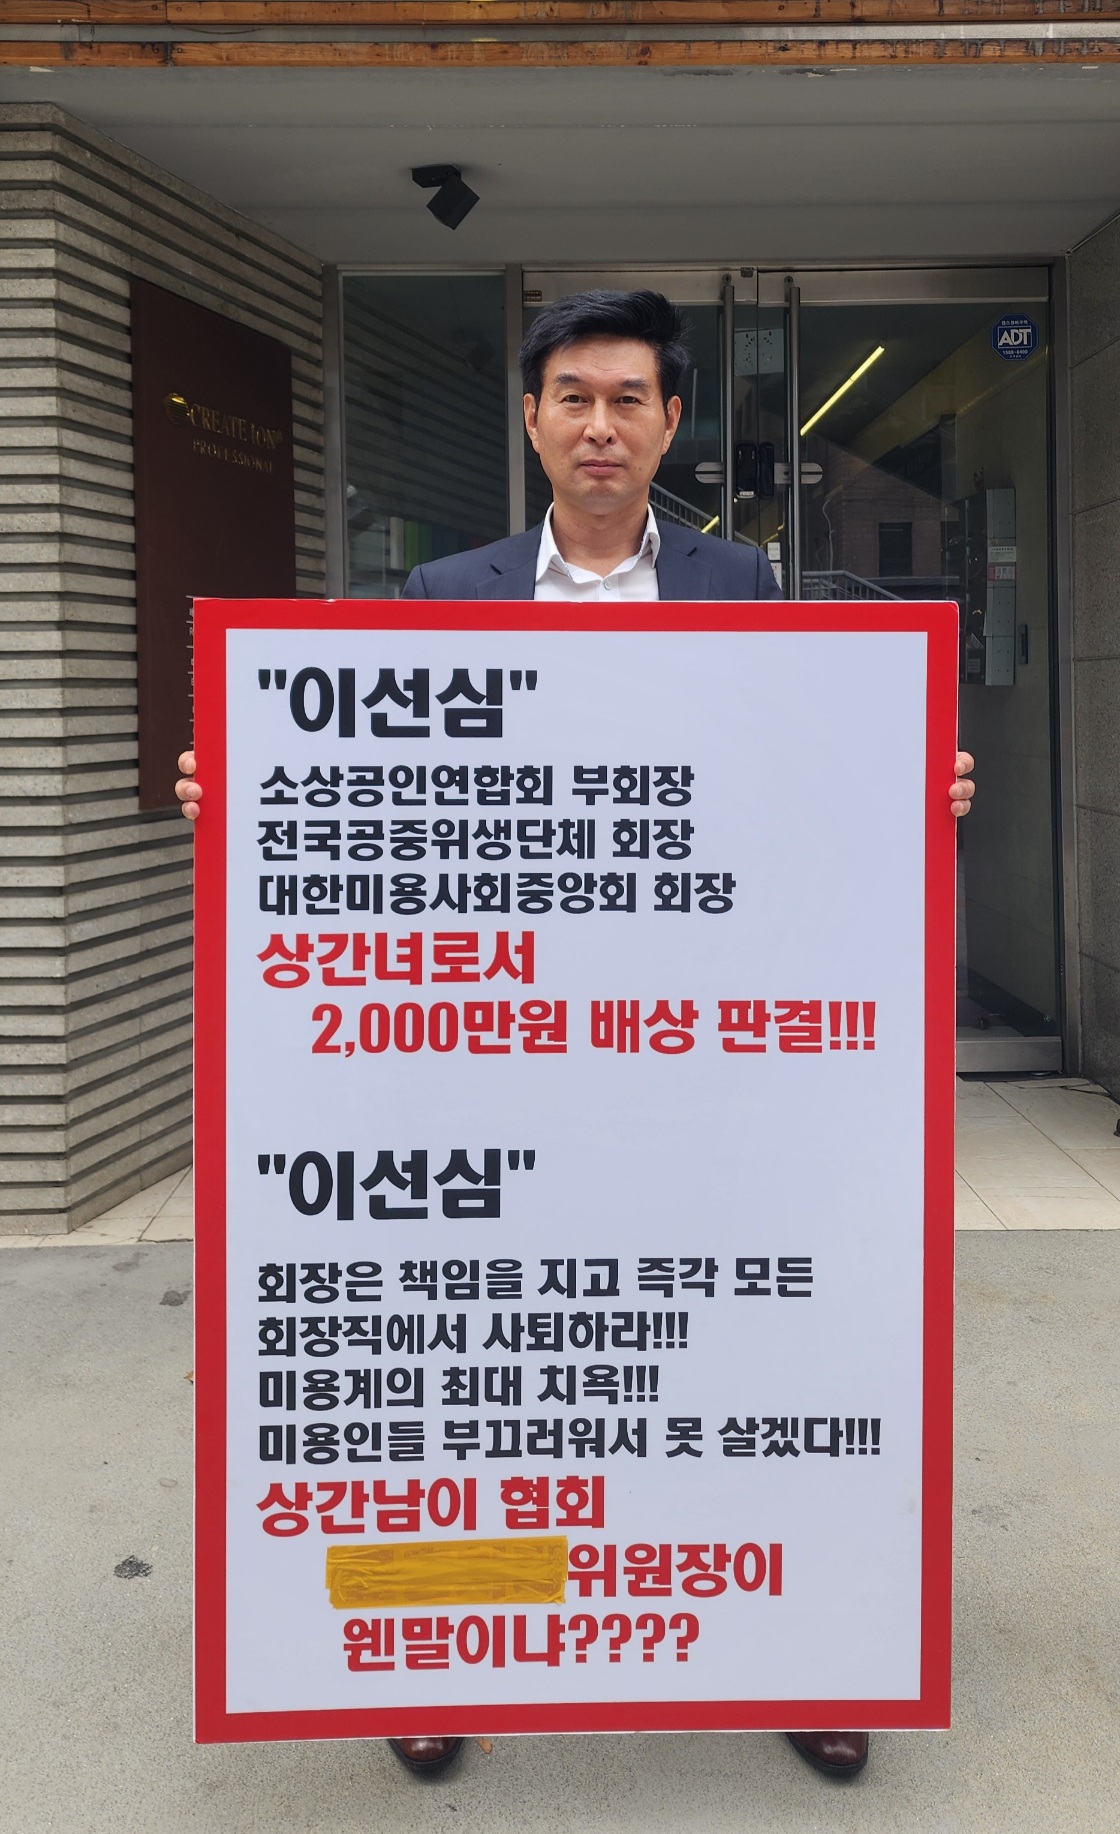 CREATE ION
PROFESSIONAL
ADT
"이선심"
소상공인연합회 부회장
전국공중위생단체 회장
대한미용사회중앙회 회장
상간녀로서
2,000만원 배상 판결!!!
"이선심"
회장은 책임을 지고 즉각 모든
회장직에서 사퇴하라!!!
미용계의 최대 치욕!!!
미용인들 부끄러워서 못 살겠다!!!
상간남이 협회
위원장이
웬말이냐????